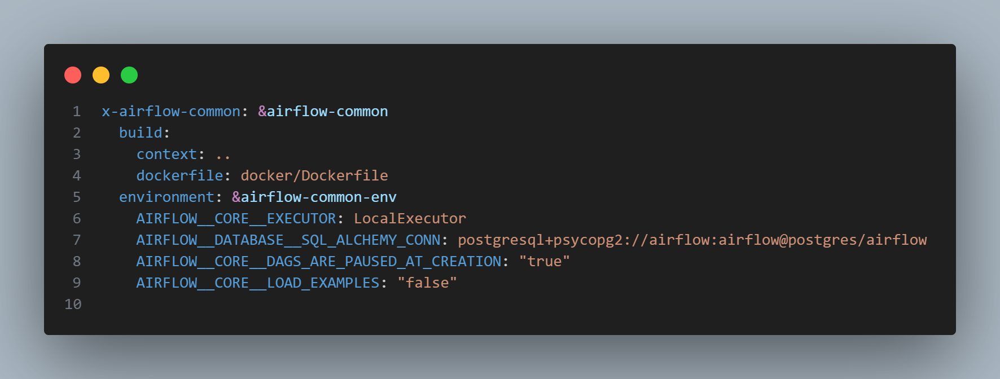 1 x-airflow-common: &airflow-common
2   build:
3     context: ..
4     dockerfile: docker/Dockerfile
5   environment: &airflow-common-env
6     AIRFLOW__CORE__EXECUTOR: LocalExecutor
7     AIRFLOW__DATABASE__SQL_ALCHEMY_CONN: postgresql+psycopg2://airflow:airflow@postgres/airflow
8     AIRFLOW__CORE__DAGS_ARE_PAUSED_AT_CREATION: "true"
9     AIRFLOW__CORE__LOAD_EXAMPLES: "false"
10